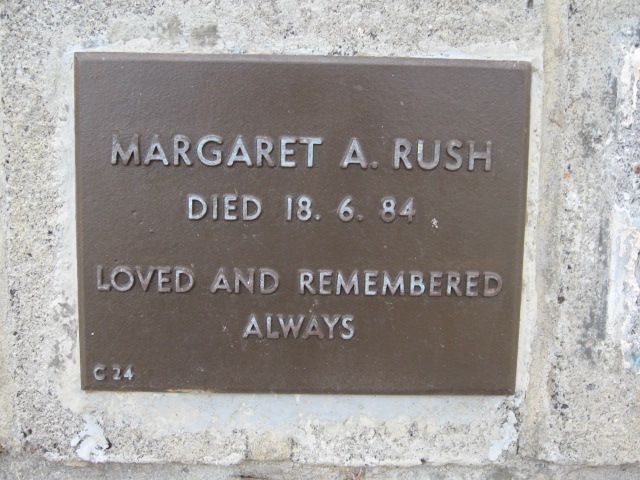 MARGARET A. RUSH
DIED 18. 6. 84
LOVED AND REMEMBERED
ALWAYS
C 24